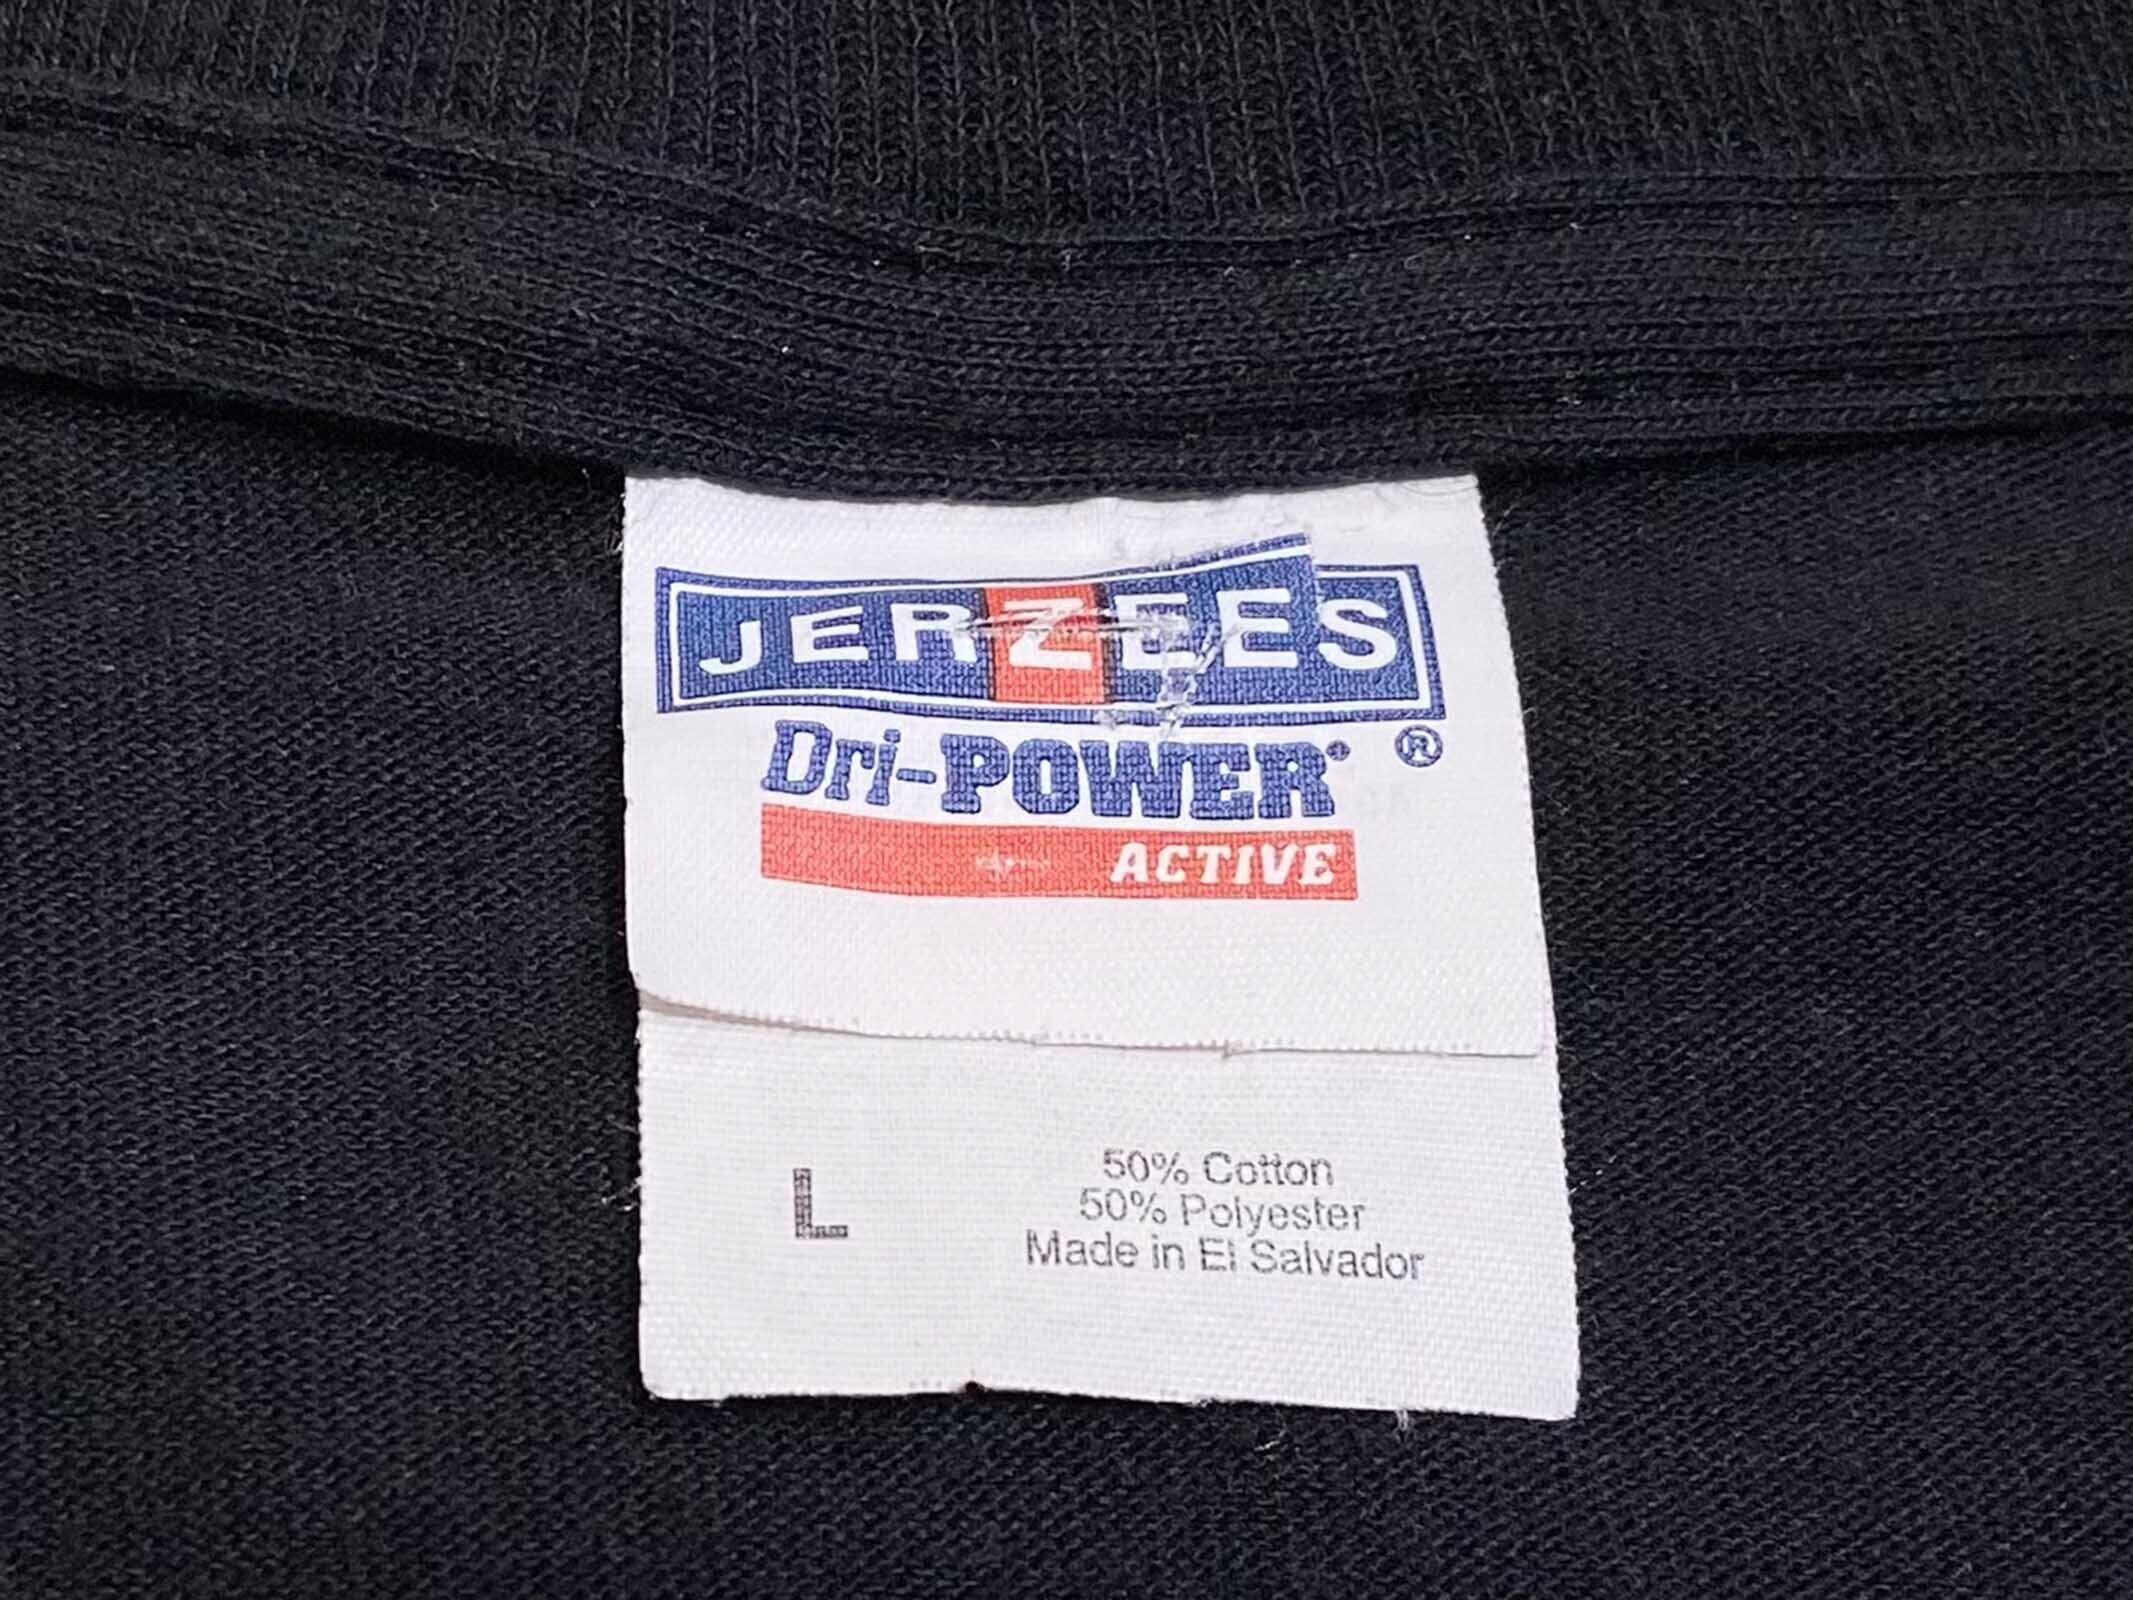 JERZEES
Dri-POWER®
®
ACTIVE
L
50% Cotton
50% Polyester
Made in El Salvador